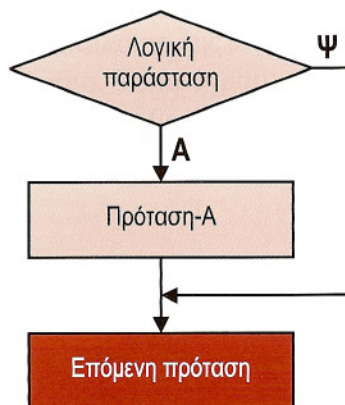 Λογική
παράσταση
Ψ
Α
Πρόταση-Α
Επόμενη πρόταση